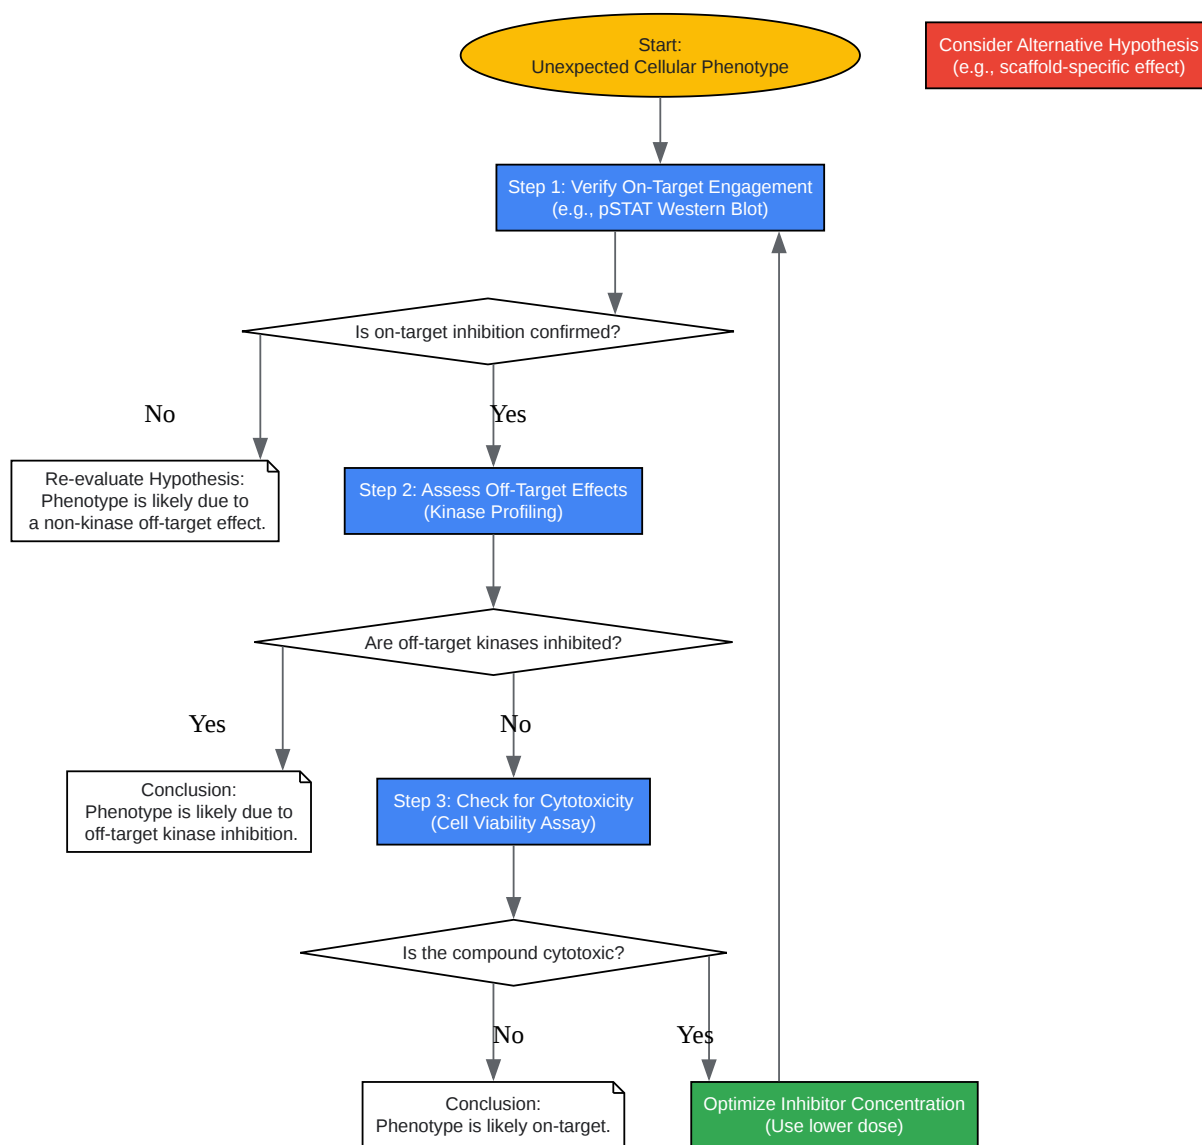 Start:
Unexpected Cellular Phenotype
Consider Alternative Hypothesis
(e.g., scaffold-specific effect)
Step 1: Verify On-Target Engagement
(e.g., pSTAT Western Blot)
Is on-target inhibition confirmed?
No
Yes
Re-evaluate Hypothesis:
Phenotype is likely due to
a non-kinase off-target effect.
Step 2: Assess Off-Target Effects
(Kinase Profiling)
Are off-target kinases inhibited?
Yes
No
Conclusion:
Phenotype is likely due to
off-target kinase inhibition.
Step 3: Check for Cytotoxicity
(Cell Viability Assay)
Is the compound cytotoxic?
No
Yes
Conclusion:
Phenotype is likely on-target.
Optimize Inhibitor Concentration
(Use lower dose)